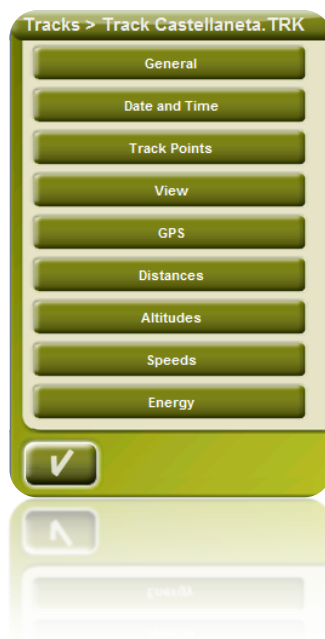 Tracks > Track Castellaneta.TRK
General
Date and Time
Track Points
View
GPS
Distances
Altitudes
Speeds
Energy